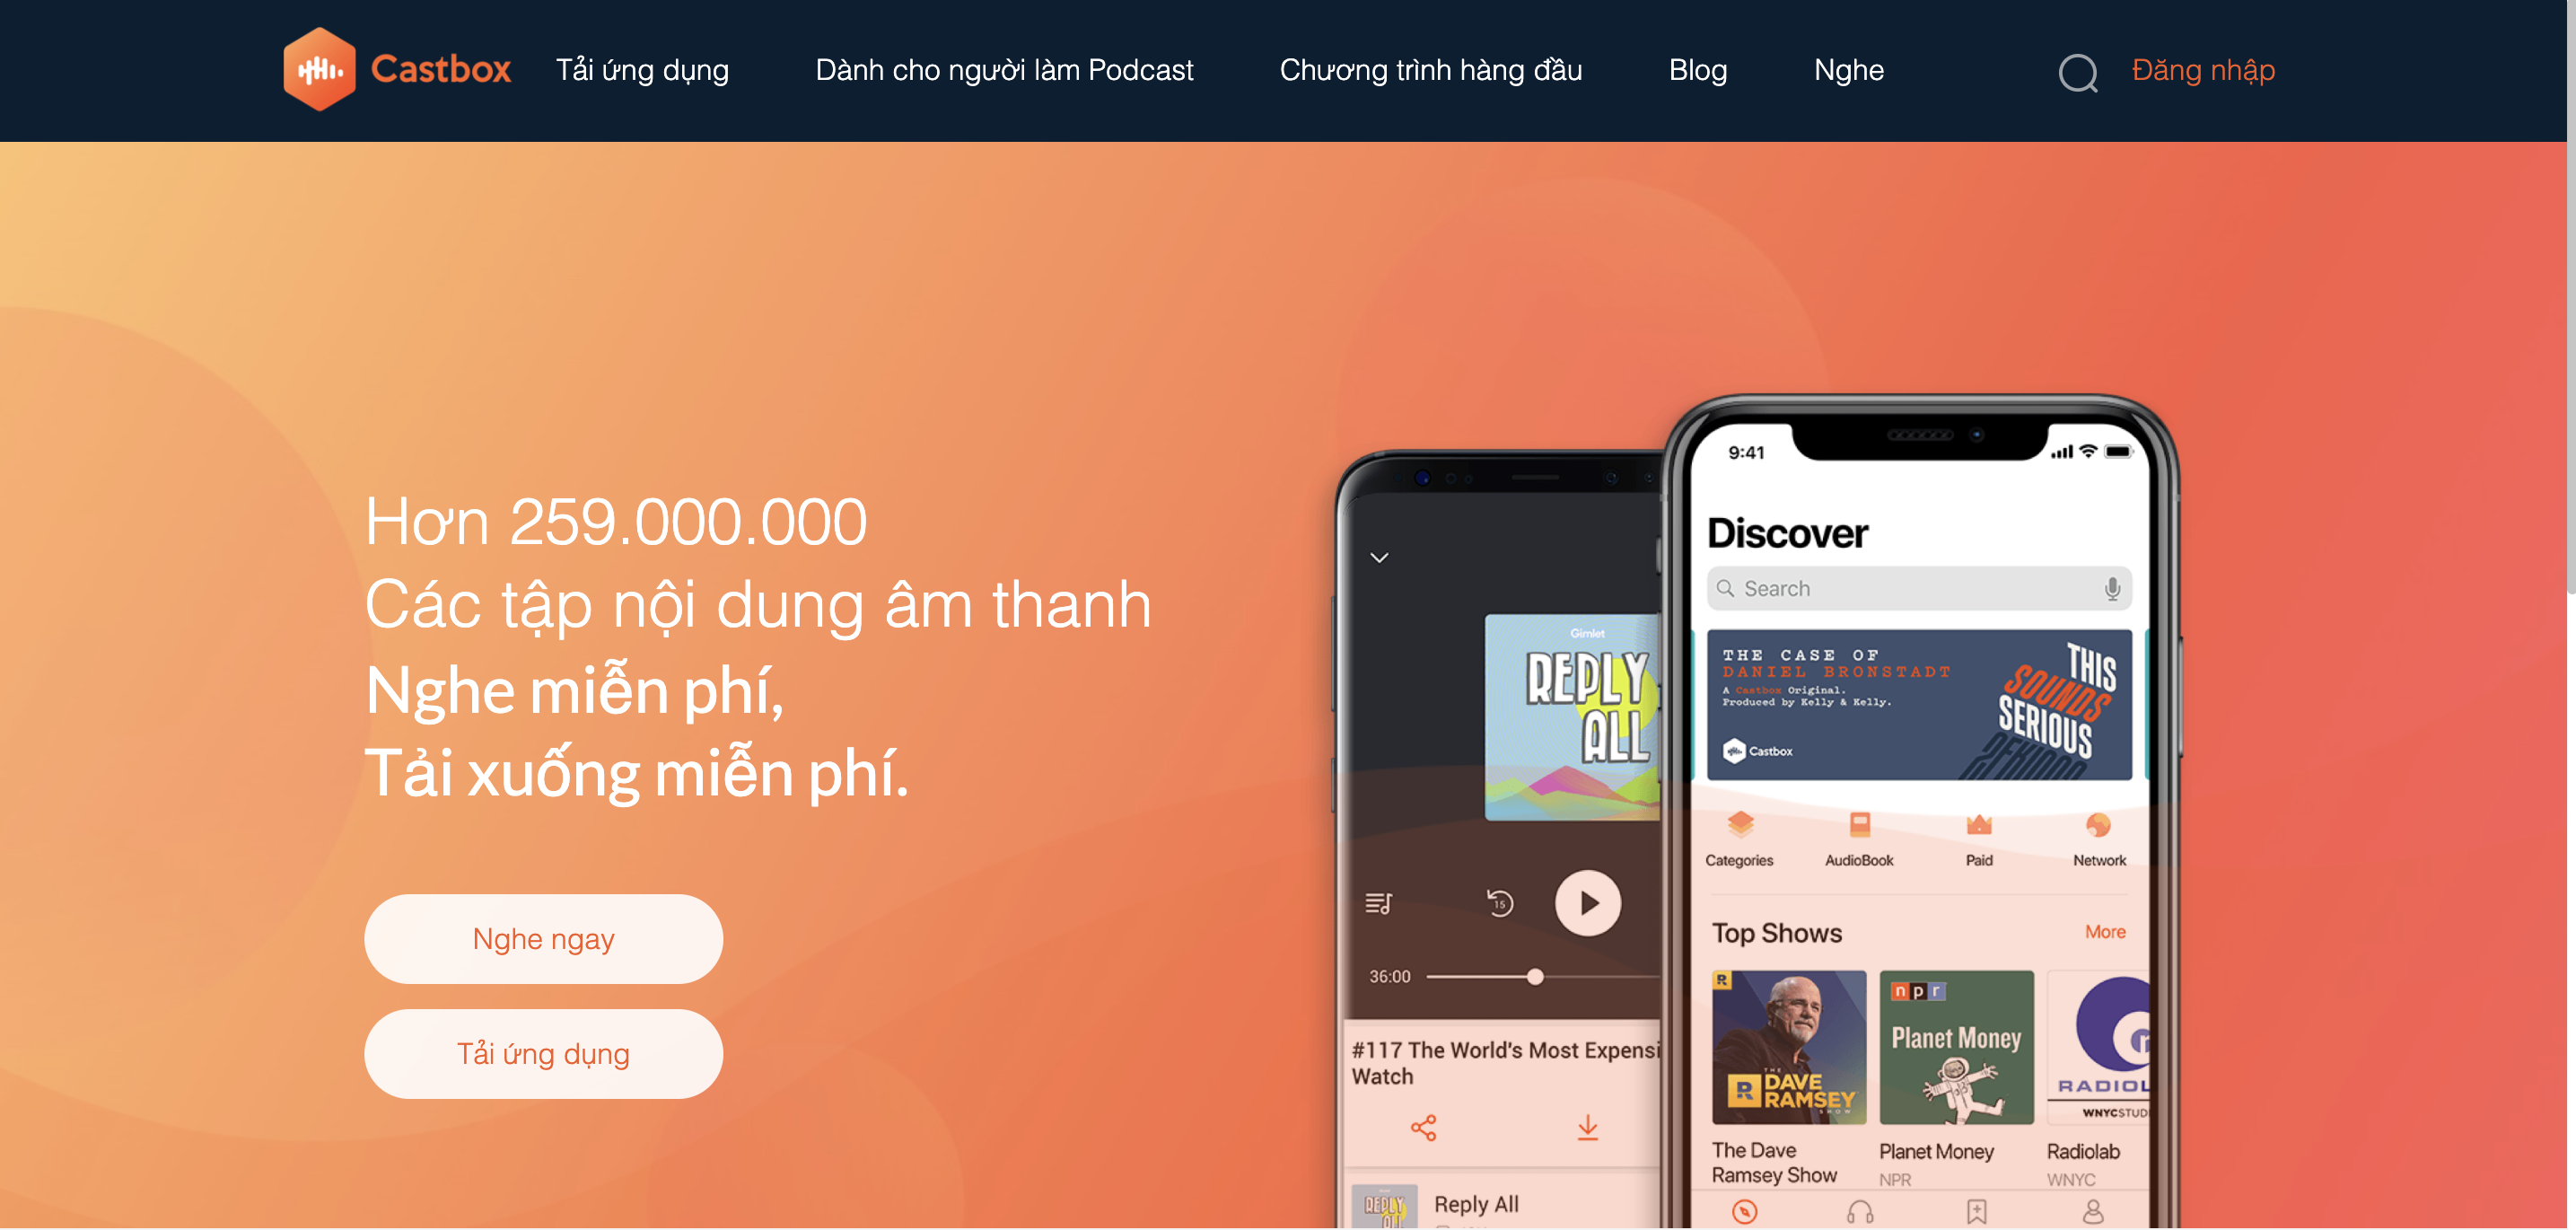 Castbox
Tải ứng dụng
Dành cho người làm Podcast
Chương trình hàng đầu
Blog
Nghe
Đăng nhập
Hơn 259.000.000
Các tập nội dung âm thanh
Nghe miễn phí,
Tải xuống miễn phí.
Nghe ngay
Tải ứng dụng
Gimlet
REPLY
ALL
15
36:00
#117 The World's Most Expensi
Watch
REPLY
Reply All
9:41
Discover
Search
THE CASE OF
DANIEL BRONSTADT
A Castbox Original.
Produced by Kelly & Kelly.
Castbox
THIS
SOUNDS
SERIOUS
Categories
AudioBook
Paid
Network
Top Shows
More
R
THE
R DAVE
RAMSEY
SHOW
npr
Planet Money
RADIOL
WNYCSTUD
The Dave
Ramsey Show
Planet Money
NPR
Radiolab
WNYC